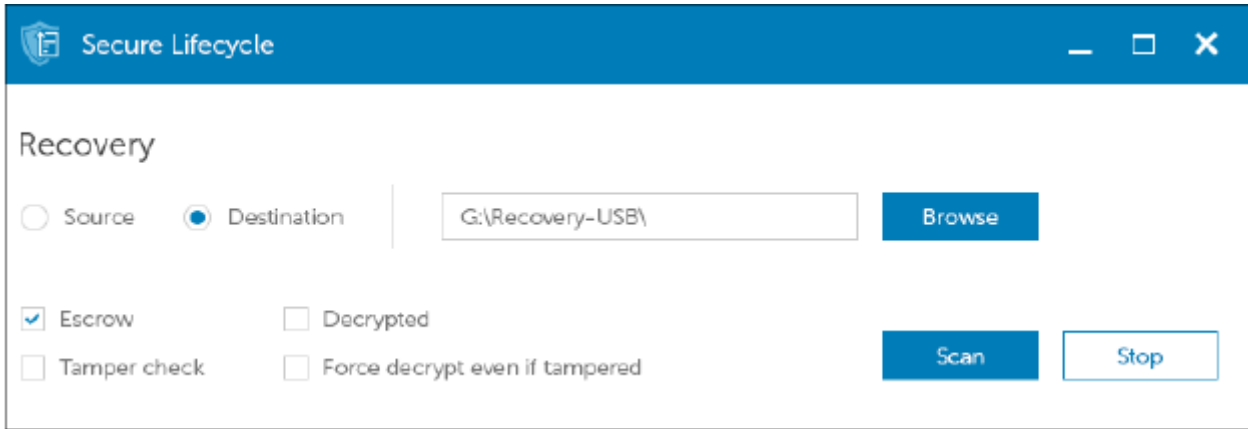 Secure Lifecycle
Recovery
Source Destination G:\Recovery-USB\ Browse
Escrow Decrypted
Tamper check Force decrypt even if tampered Scan Stop